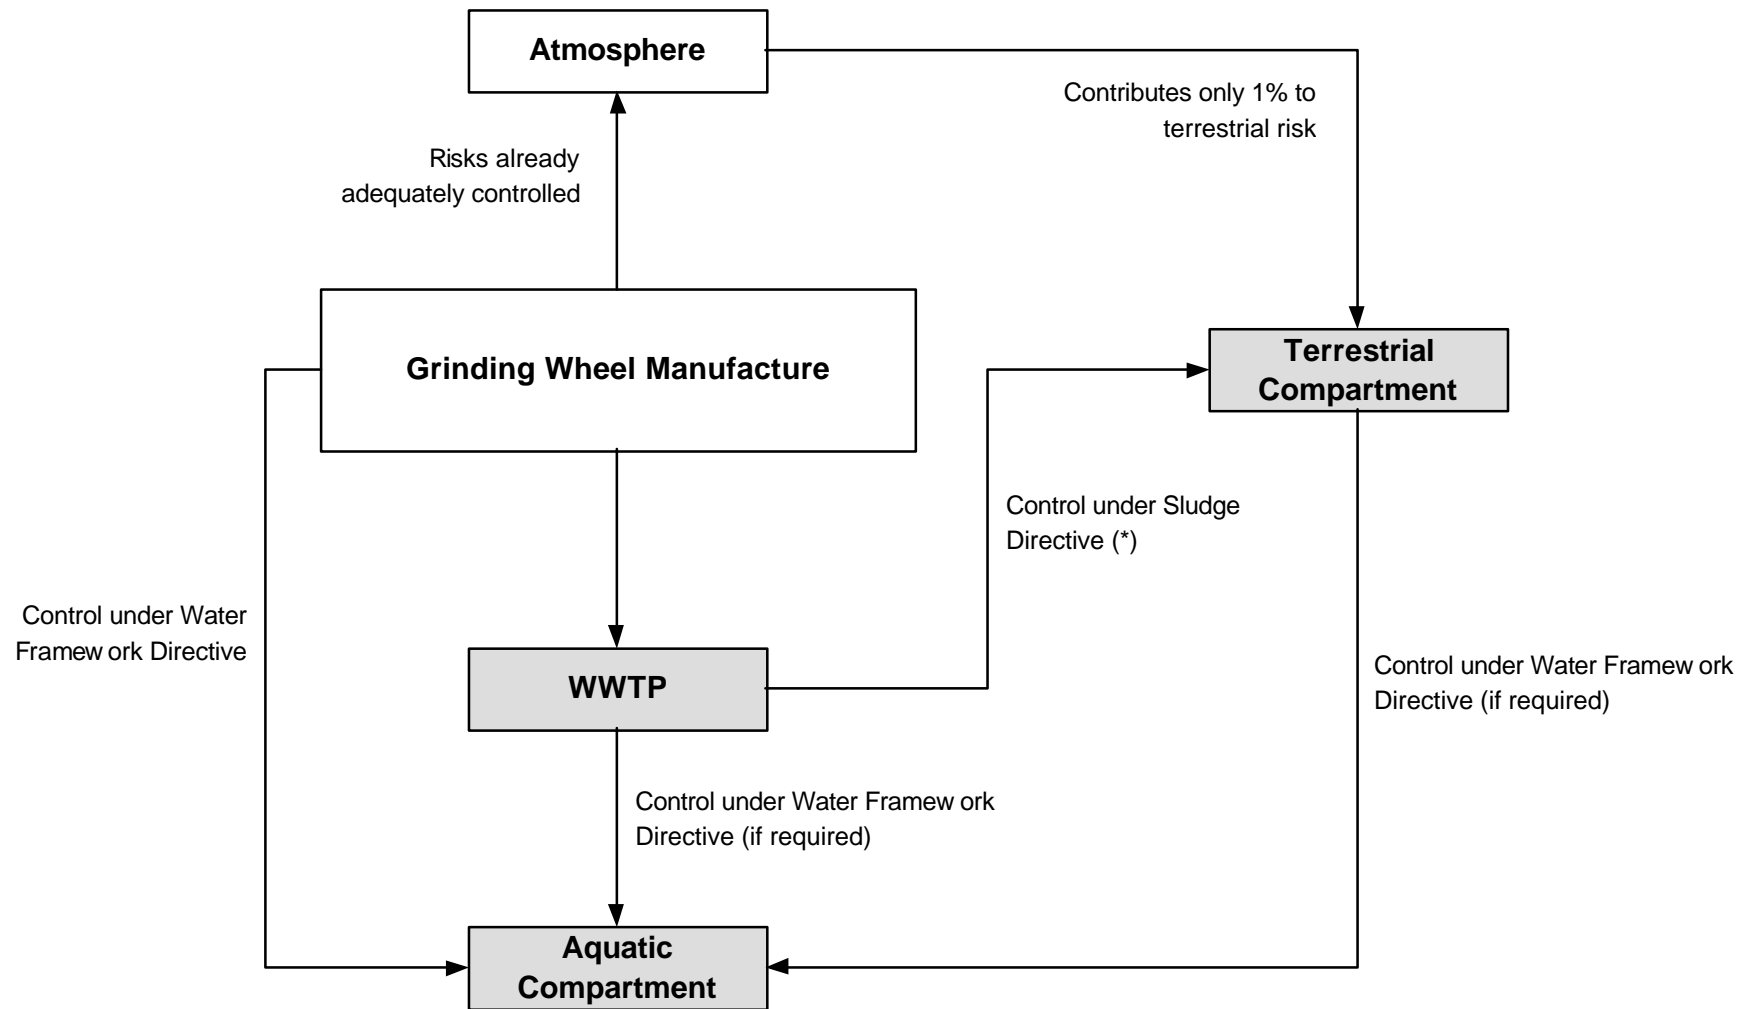 Atmosphere
Contributes only 1% to
terrestrial risk
Risks already
adequately controlled
Grinding Wheel Manufacture
Terrestrial
Compartment
Control under Sludge
Directive (*)
Control under Water
Framew ork Directive
WWTP
Control under Water Framew ork
Directive (if required)
Control under Water Framew ork
Directive (if required)
Aquatic
Compartment